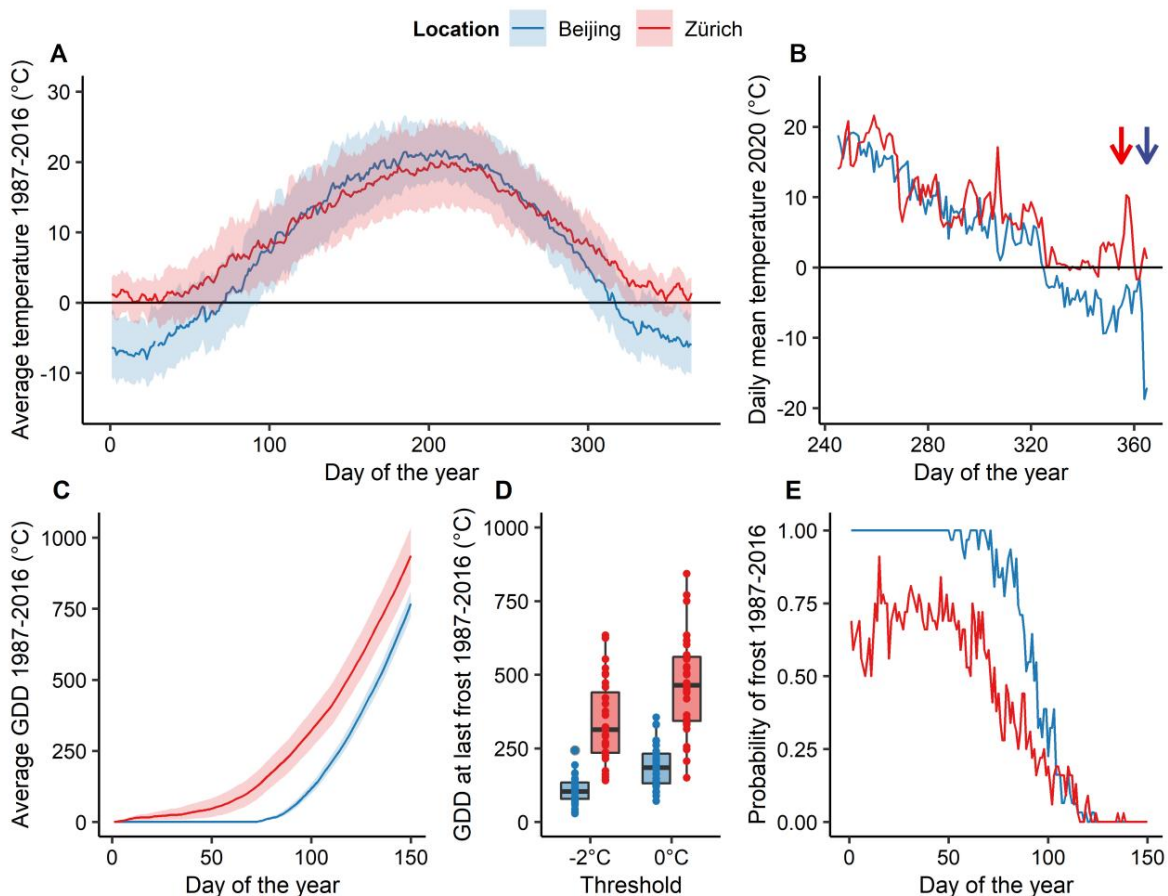 Location Beijing Zürich
A
Average temperature 1987-2016 (°C)
30
20
10
0
-10
0 100 200 300
Day of the year
B
Daily mean temperature 2020 (°C)
20
10
0
-10
-20
240 280 320 360
Day of the year
C
Average GDD 1987-2016 (°C)
1000
750
500
250
0
0 50 100 150
Day of the year
D
GDD at last frost 1987-2016 (°C)
1000
750
500
250
0
-2°C 0°C
Threshold
E
Probability of frost 1987-2016
1.00
0.75
0.50
0.25
0.00
0 50 100 150
Day of the year